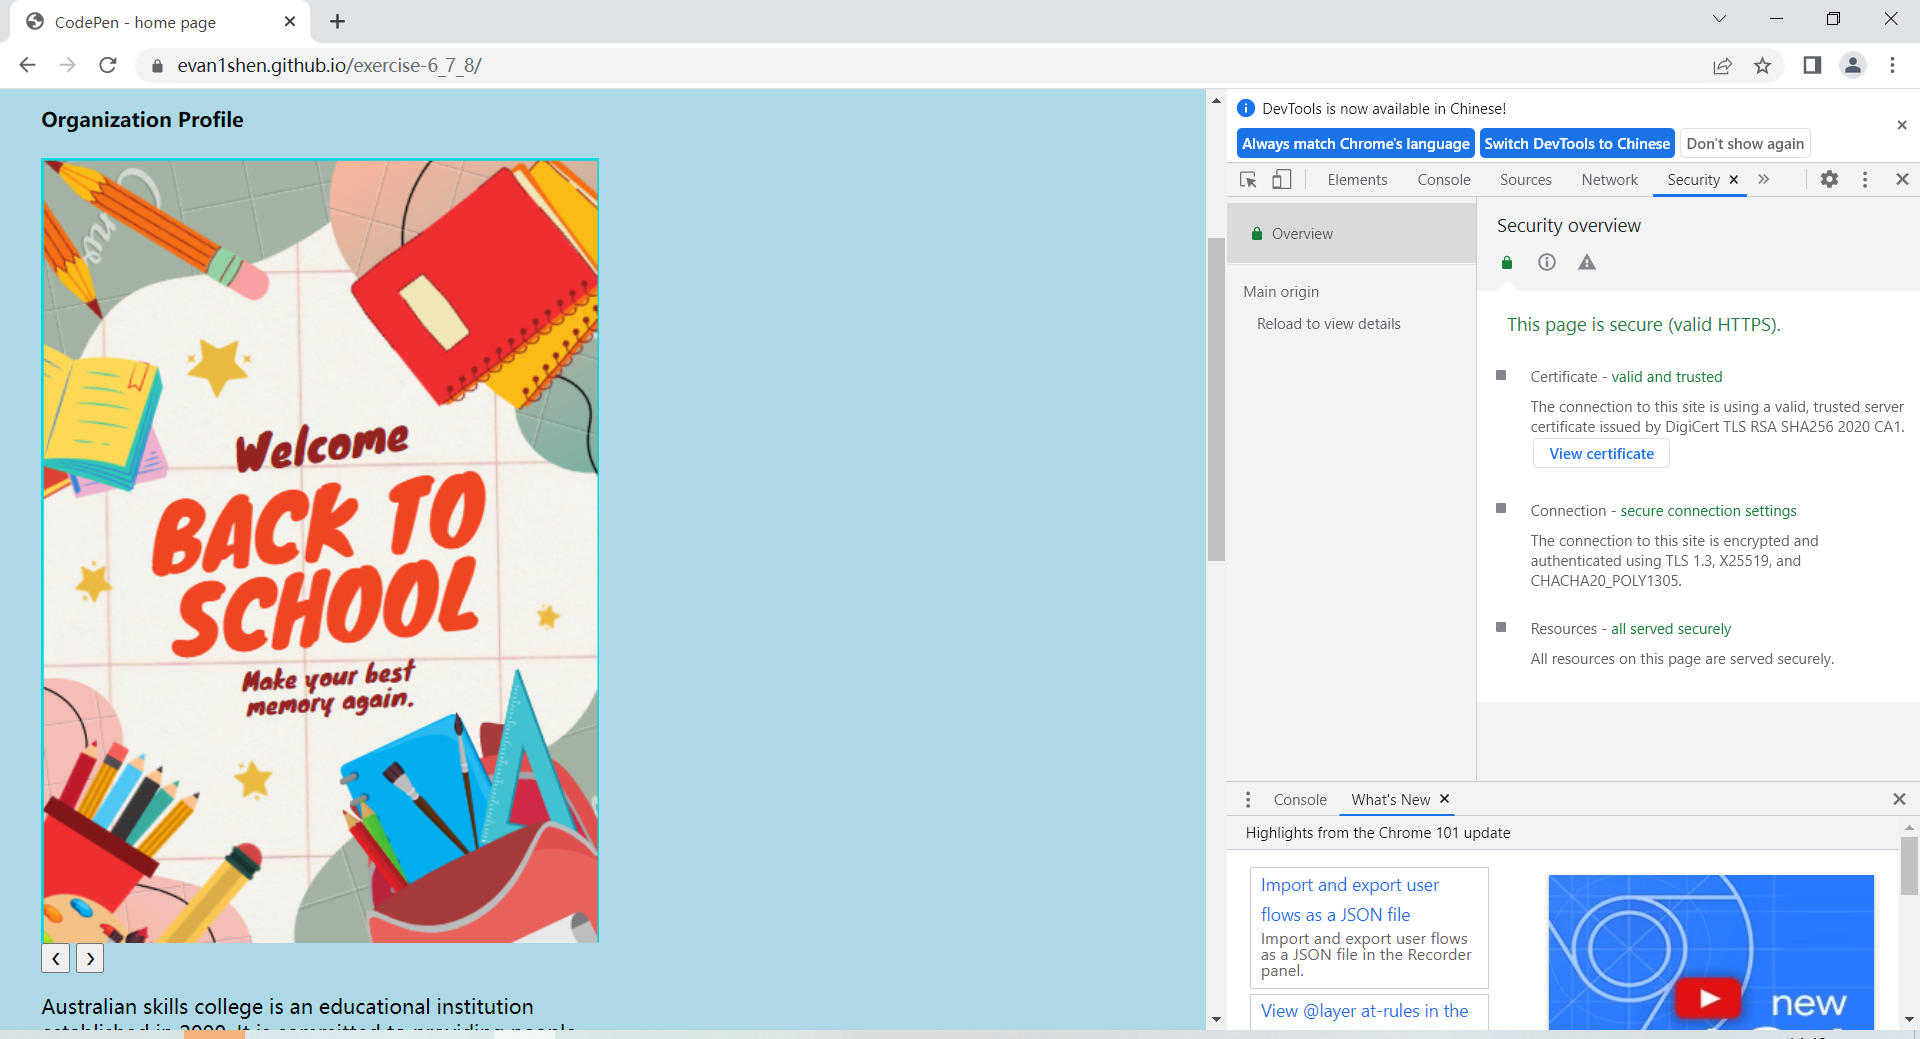 CodePen - home page
evan1shen.github.io/exercise-6_7_8/
Organization Profile
Welcome
BACK TO
SCHOOL
Make your best
memory again.
‹ ›
Australian skills college is an educational institution
DevTools is now available in Chinese!
Always match Chrome's language
Switch DevTools to Chinese
Don't show again
Elements
Console
Sources
Network
Security
Overview
Main origin
Reload to view details
Security overview
This page is secure (valid HTTPS).
Certificate - valid and trusted
The connection to this site is using a valid, trusted server
certificate issued by DigiCert TLS RSA SHA256 2020 CA1.
View certificate
Connection - secure connection settings
The connection to this site is encrypted and
authenticated using TLS 1.3, X25519, and
CHACHA20_POLY1305.
Resources - all served securely
All resources on this page are served securely.
Console
What's New
Highlights from the Chrome 101 update
Import and export user
flows as a JSON file
Import and export user flows
as a JSON file in the Recorder
panel.
View @layer at-rules in the
new